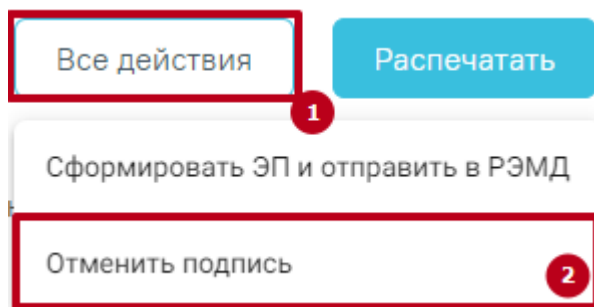 Все действия
Распечатать
1
Сформировать ЭП и отправить в РЭМД
Отменить подпись
2